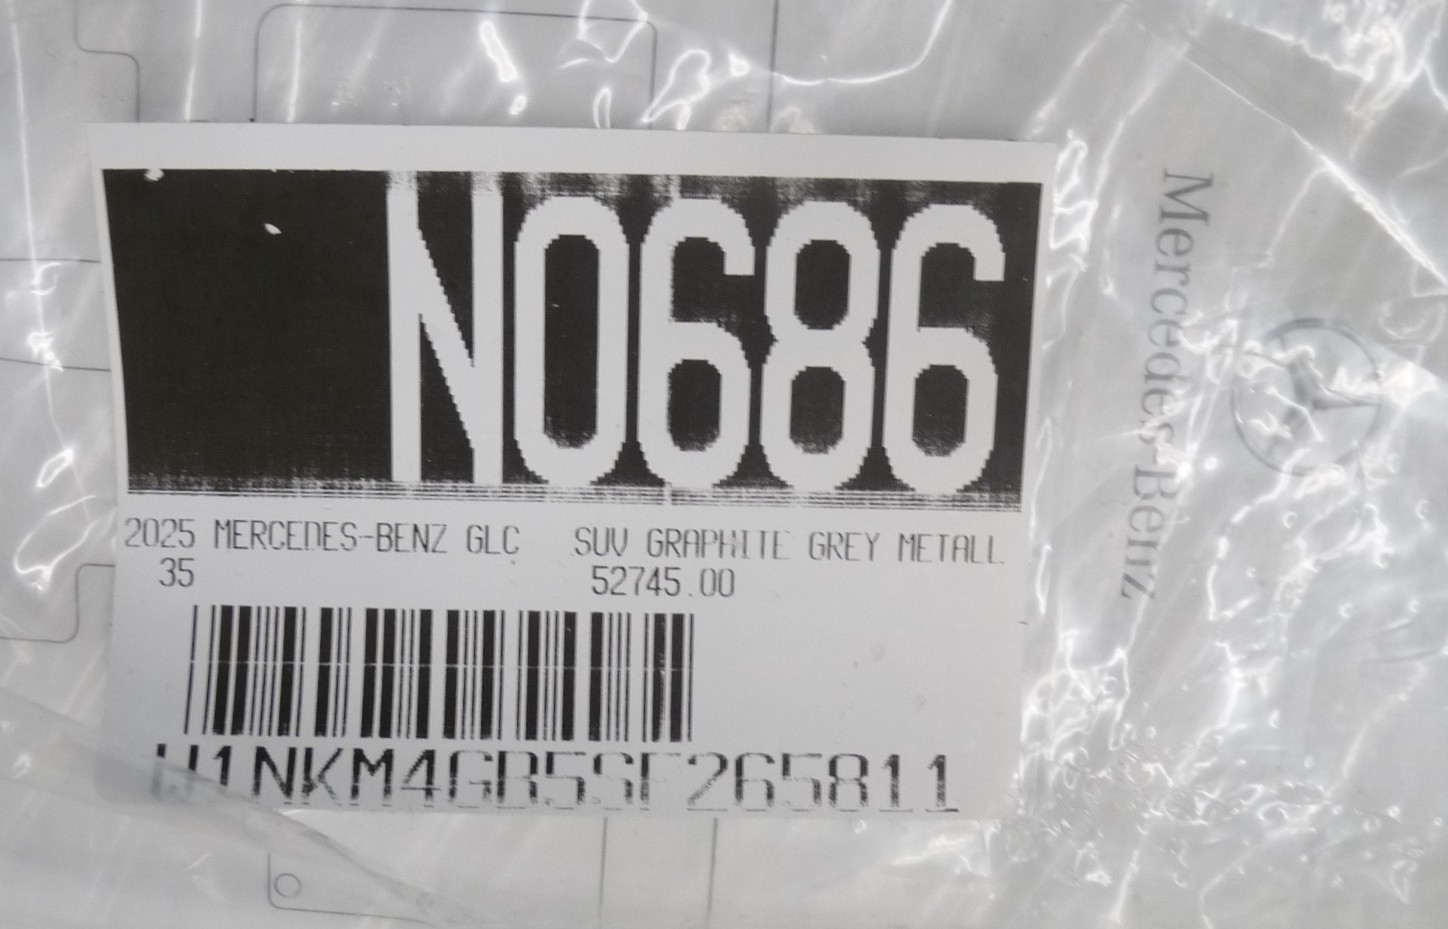 N0686
2025 MERCEDES-BENZ GLC SUV GRAPHITE GREY METALL
35 52745.00
W1NKM4GB5SF265811
Mercedes-Benz